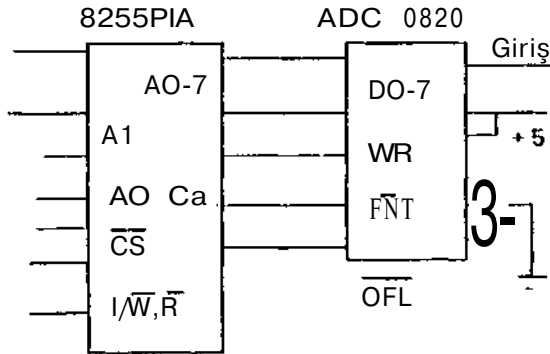 8255PIA ADC 0820
Giriş
AO-7 DO-7
A1 +5
WR
AO Ca FNT 3-
CS
OFL
I/W,R